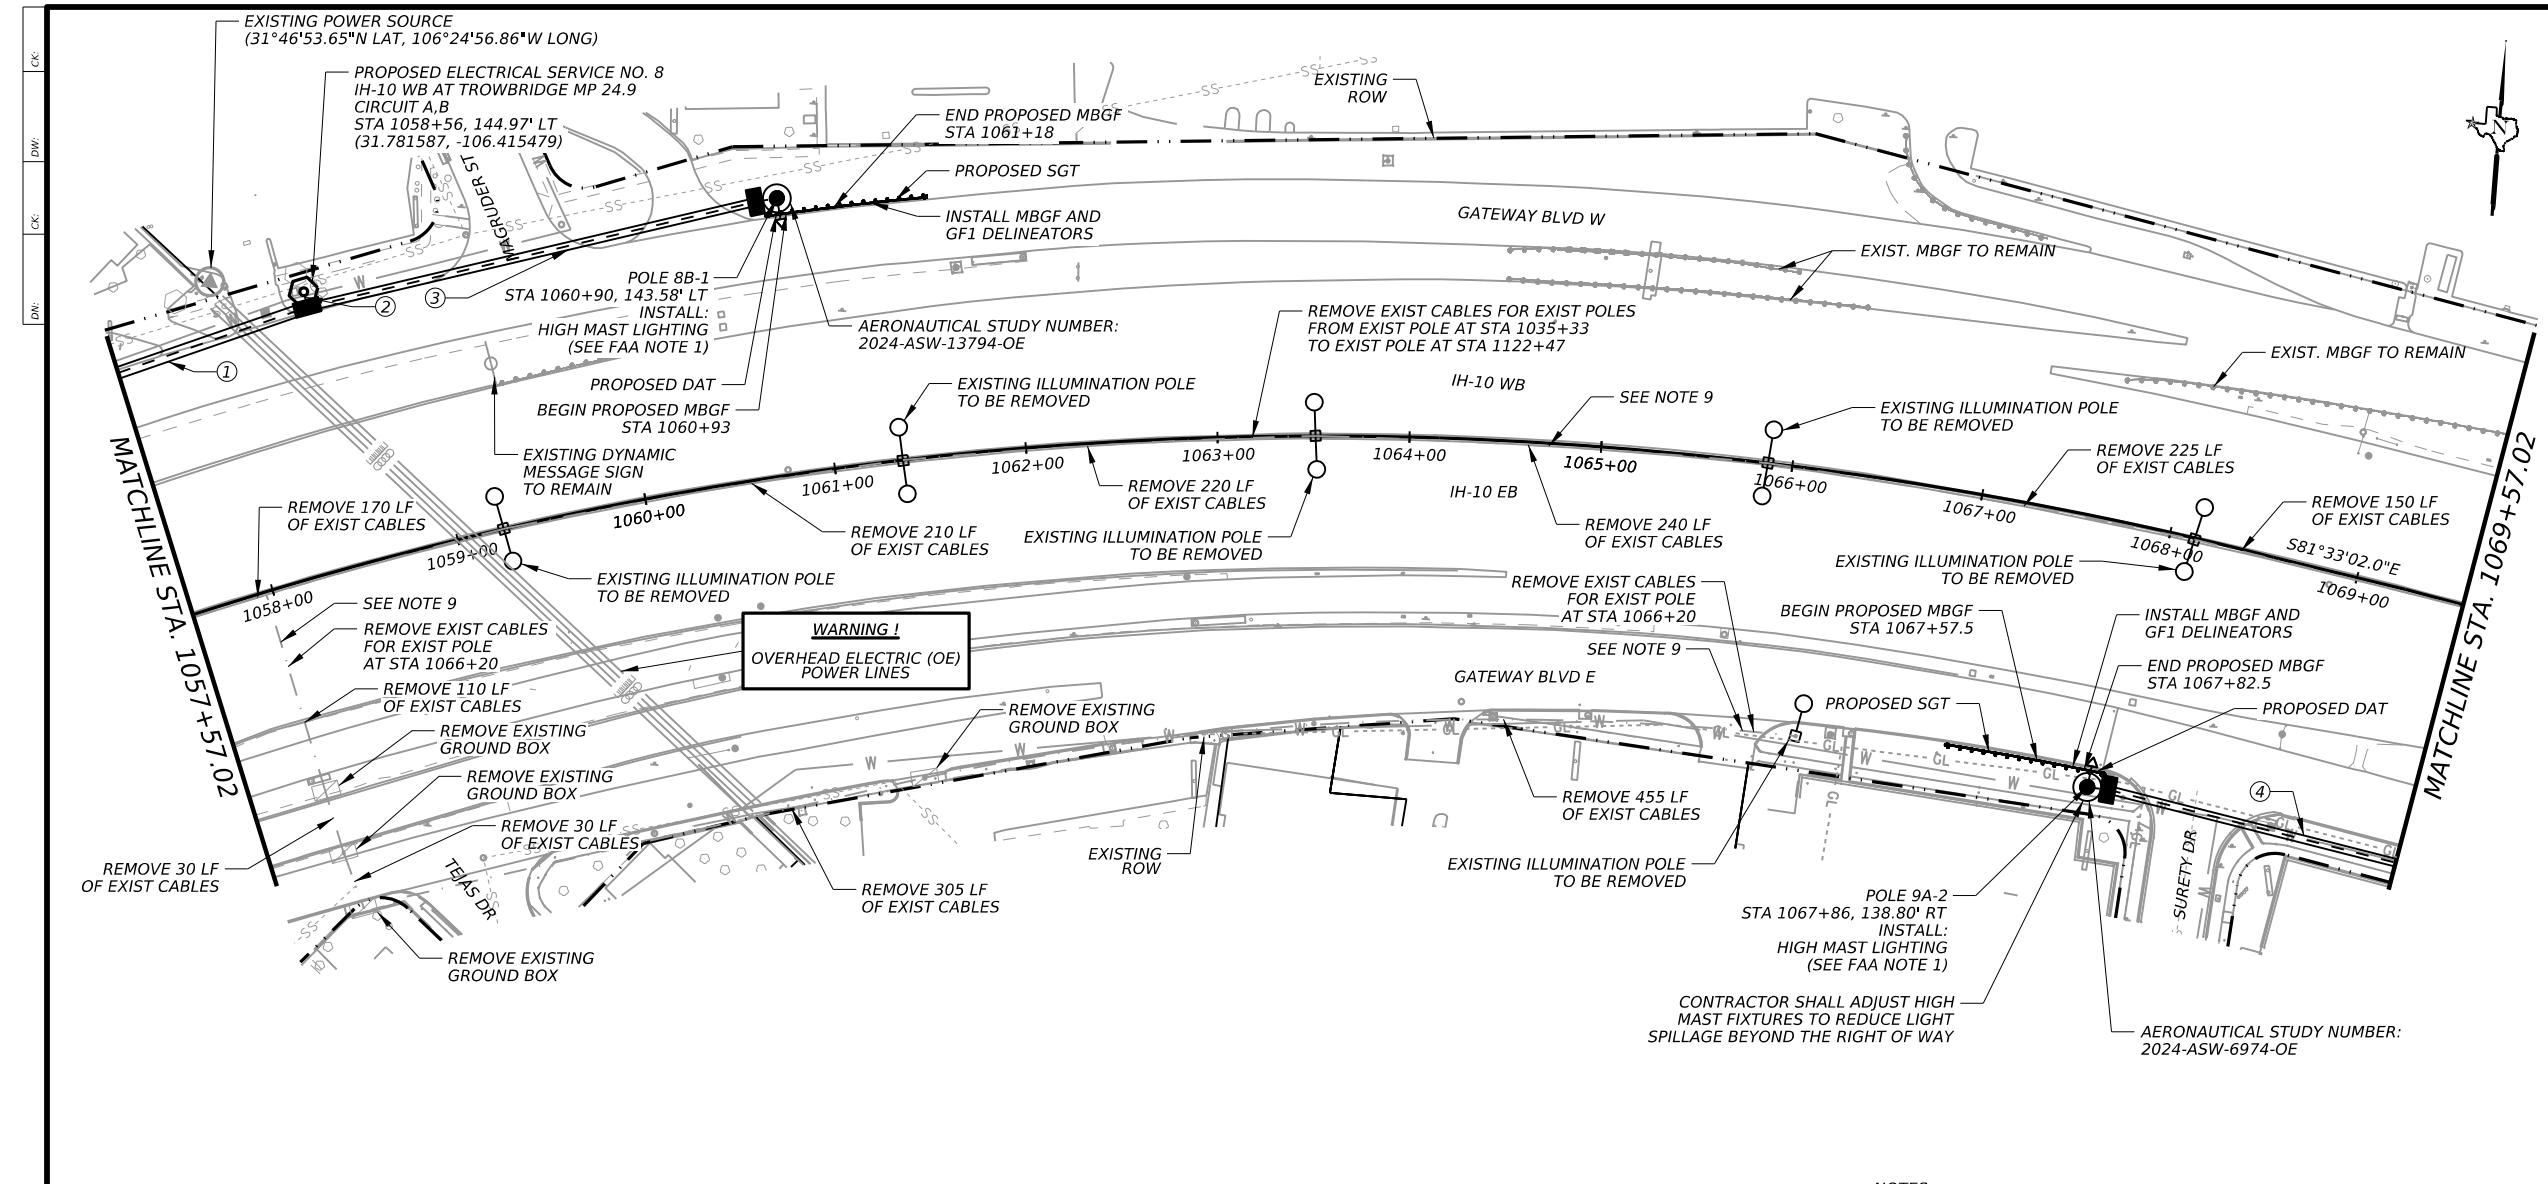 CK:
DW:
CK:
DN:
EXISTING POWER SOURCE
(31°46'53.65"N LAT, 106°24'56.86"W LONG)
PROPOSED ELECTRICAL SERVICE NO. 8
IH-10 WB AT TROWBRIDGE MP 24.9
CIRCUIT A,B
STA 1058+56, 144.97' LT
(31.781587, -106.415479)
MAGRUDER ST
END PROPOSED MBGF
STA 1061+18
PROPOSED SGT
INSTALL MBGF AND
GF1 DELINEATORS
EXISTING
ROW
GATEWAY BLVD W
EXIST. MBGF TO REMAIN
N
1
2
3
POLE 8B-1
STA 1060+90, 143.58' LT
INSTALL:
HIGH MAST LIGHTING
(SEE FAA NOTE 1)
AERONAUTICAL STUDY NUMBER:
2024-ASW-13794-OE
PROPOSED DAT
BEGIN PROPOSED MBGF
STA 1060+93
REMOVE EXIST CABLES FOR EXIST POLES
FROM EXIST POLE AT STA 1035+33
TO EXIST POLE AT STA 1122+47
IH-10 WB
SEE NOTE 9
EXIST. MBGF TO REMAIN
EXISTING ILLUMINATION POLE
TO BE REMOVED
EXISTING ILLUMINATION POLE
TO BE REMOVED
EXISTING DYNAMIC
MESSAGE SIGN
TO REMAIN
MATCHLINE STA. 1057+57.02
REMOVE 170 LF
OF EXIST CABLES
1058+00
1059+00
1060+00
1061+00
1062+00
1063+00
1064+00
1065+00
1066+00
1067+00
1068+00
1069+00
S81°33'02.0"E
REMOVE 210 LF
OF EXIST CABLES
REMOVE 220 LF
OF EXIST CABLES
IH-10 EB
REMOVE 240 LF
OF EXIST CABLES
REMOVE 225 LF
OF EXIST CABLES
REMOVE 150 LF
OF EXIST CABLES
MATCHLINE STA. 1069+57.02
EXISTING ILLUMINATION POLE
TO BE REMOVED
EXISTING ILLUMINATION POLE
TO BE REMOVED
EXISTING ILLUMINATION POLE
TO BE REMOVED
SEE NOTE 9
REMOVE EXIST CABLES
FOR EXIST POLE
AT STA 1066+20
WARNING !
OVERHEAD ELECTRIC (OE)
POWER LINES
REMOVE EXIST CABLES
FOR EXIST POLE
AT STA 1066+20
SEE NOTE 9
BEGIN PROPOSED MBGF
STA 1067+57.5
INSTALL MBGF AND
GF1 DELINEATORS
END PROPOSED MBGF
STA 1067+82.5
GATEWAY BLVD E
PROPOSED SGT
PROPOSED DAT
REMOVE 110 LF
OF EXIST CABLES
REMOVE EXISTING
GROUND BOX
REMOVE EXISTING
GROUND BOX
REMOVE EXISTING
GROUND BOX
REMOVE 30 LF
OF EXIST CABLES
REMOVE 30 LF
OF EXIST CABLES
TEJAS DR
REMOVE EXISTING
GROUND BOX
REMOVE 305 LF
OF EXIST CABLES
EXISTING
ROW
REMOVE 455 LF
OF EXIST CABLES
EXISTING ILLUMINATION POLE
TO BE REMOVED
4
SURETY DR
POLE 9A-2
STA 1067+86, 138.80' RT
INSTALL:
HIGH MAST LIGHTING
(SEE FAA NOTE 1)
CONTRACTOR SHALL ADJUST HIGH
MAST FIXTURES TO REDUCE LIGHT
SPILLAGE BEYOND THE RIGHT OF WAY
AERONAUTICAL STUDY NUMBER:
2024-ASW-6974-OE